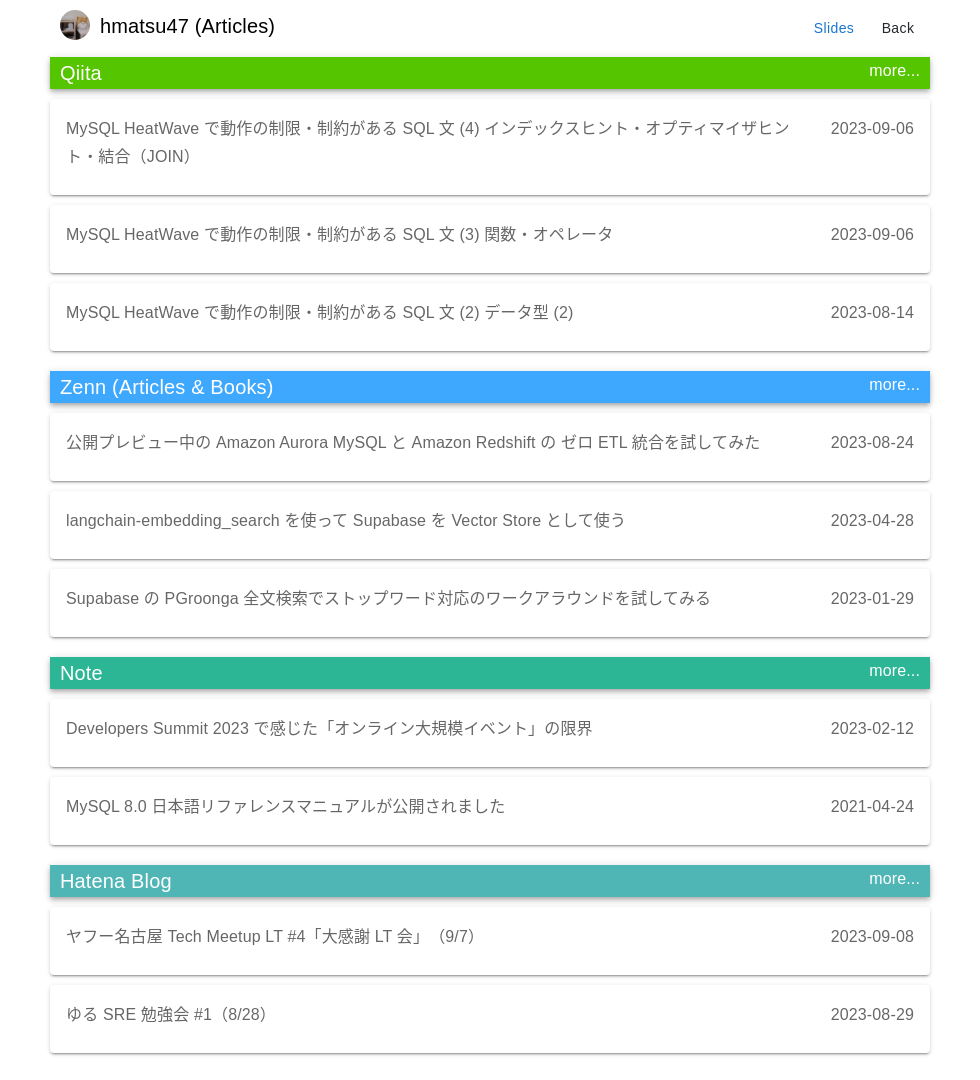 hmatsu47 (Articles)
Slides
Back
Qiita
more...
MySQL HeatWave で動作の制限・制約がある SQL 文 (4) インデックスヒント・オプティマイザヒン
ト・結合（JOIN）
2023-09-06
MySQL HeatWave で動作の制限・制約がある SQL 文 (3) 関数・オペレータ
2023-09-06
MySQL HeatWave で動作の制限・制約がある SQL 文 (2) データ型 (2)
2023-08-14
Zenn (Articles & Books)
more...
公開プレビュー中の Amazon Aurora MySQL と Amazon Redshift の ゼロ ETL 統合を試してみた
2023-08-24
langchain-embedding_search を使って Supabase を Vector Store として使う
2023-04-28
Supabase の PGroonga 全文検索でストップワード対応のワークアラウンドを試してみる
2023-01-29
Note
more...
Developers Summit 2023 で感じた「オンライン大規模イベント」の限界
2023-02-12
MySQL 8.0 日本語リファレンスマニュアルが公開されました
2021-04-24
Hatena Blog
more...
ヤフー名古屋 Tech Meetup LT #4「大感謝 LT 会」（9/7）
2023-09-08
ゆる SRE 勉強会 #1（8/28）
2023-08-29